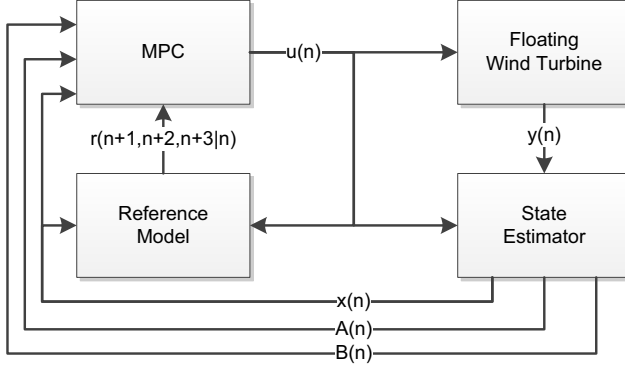 MPC
u(n)
Floating
Wind Turbine
r(n+1,n+2,n+3|n)
y(n)
Reference
Model
State
Estimator
x(n)
A(n)
B(n)